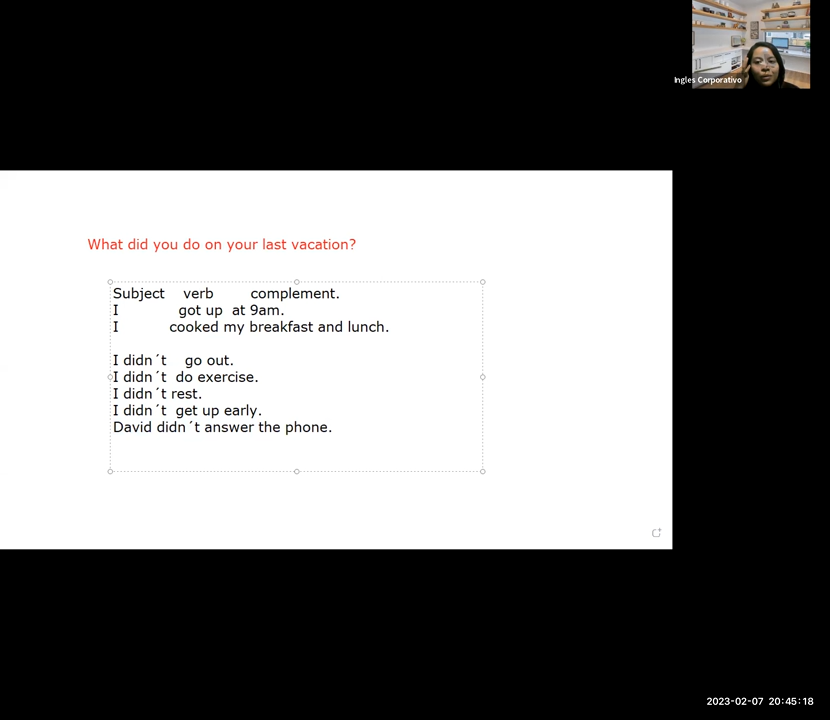 Ingles Corporativo
What did you do on your last vacation?
Subject verb complement.
I got up at 9am.
I cooked my breakfast and lunch.
I didn´t go out.
I didn´t do exercise.
I didn´t rest.
I didn´t get up early.
David didn´t answer the phone.
2023-02-07 20:45:18